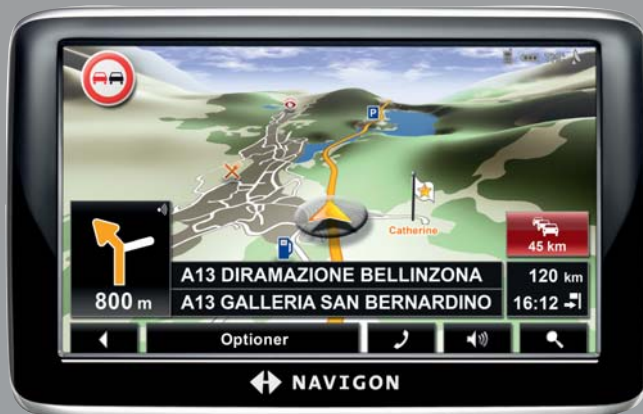 P
Catherine
45 km
800 m
A13 DIRAMAZIONE BELLINZONA
A13 GALLERIA SAN BERNARDINO
120 km
16:12
Optioner
NAVIGON